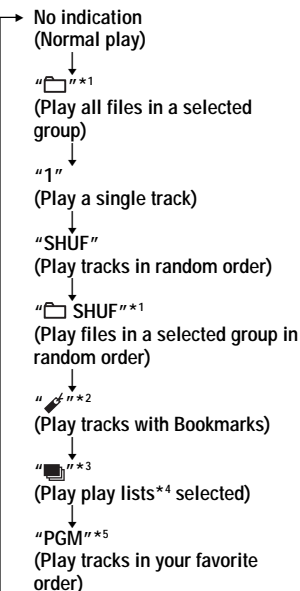 No indication
(Normal play)
“ ”*1
(Play all files in a selected
group)
“1”
(Play a single track)
“SHUF”
(Play tracks in random order)
“ SHUF”*1
(Play files in a selected group in
random order)
“ ”*2
(Play tracks with Bookmarks)
“ ”*3
(Play play lists*4 selected)
“PGM”*5
(Play tracks in your favorite
order)